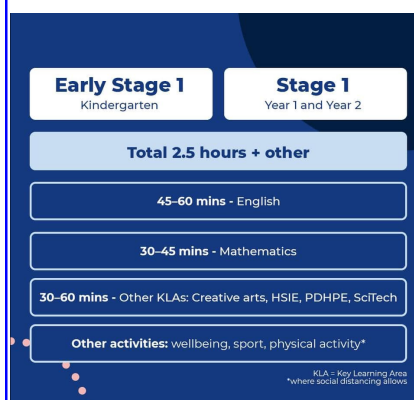 Early Stage 1
Kindergarten
Stage 1
Year 1 and Year 2
Total 2.5 hours + other
45–60 mins - English
30–45 mins - Mathematics
30–60 mins - Other KLAs: Creative arts, HSIE, PDHPE, SciTech
Other activities: wellbeing, sport, physical activity*
KLA = Key Learning Area
*where social distancing allows